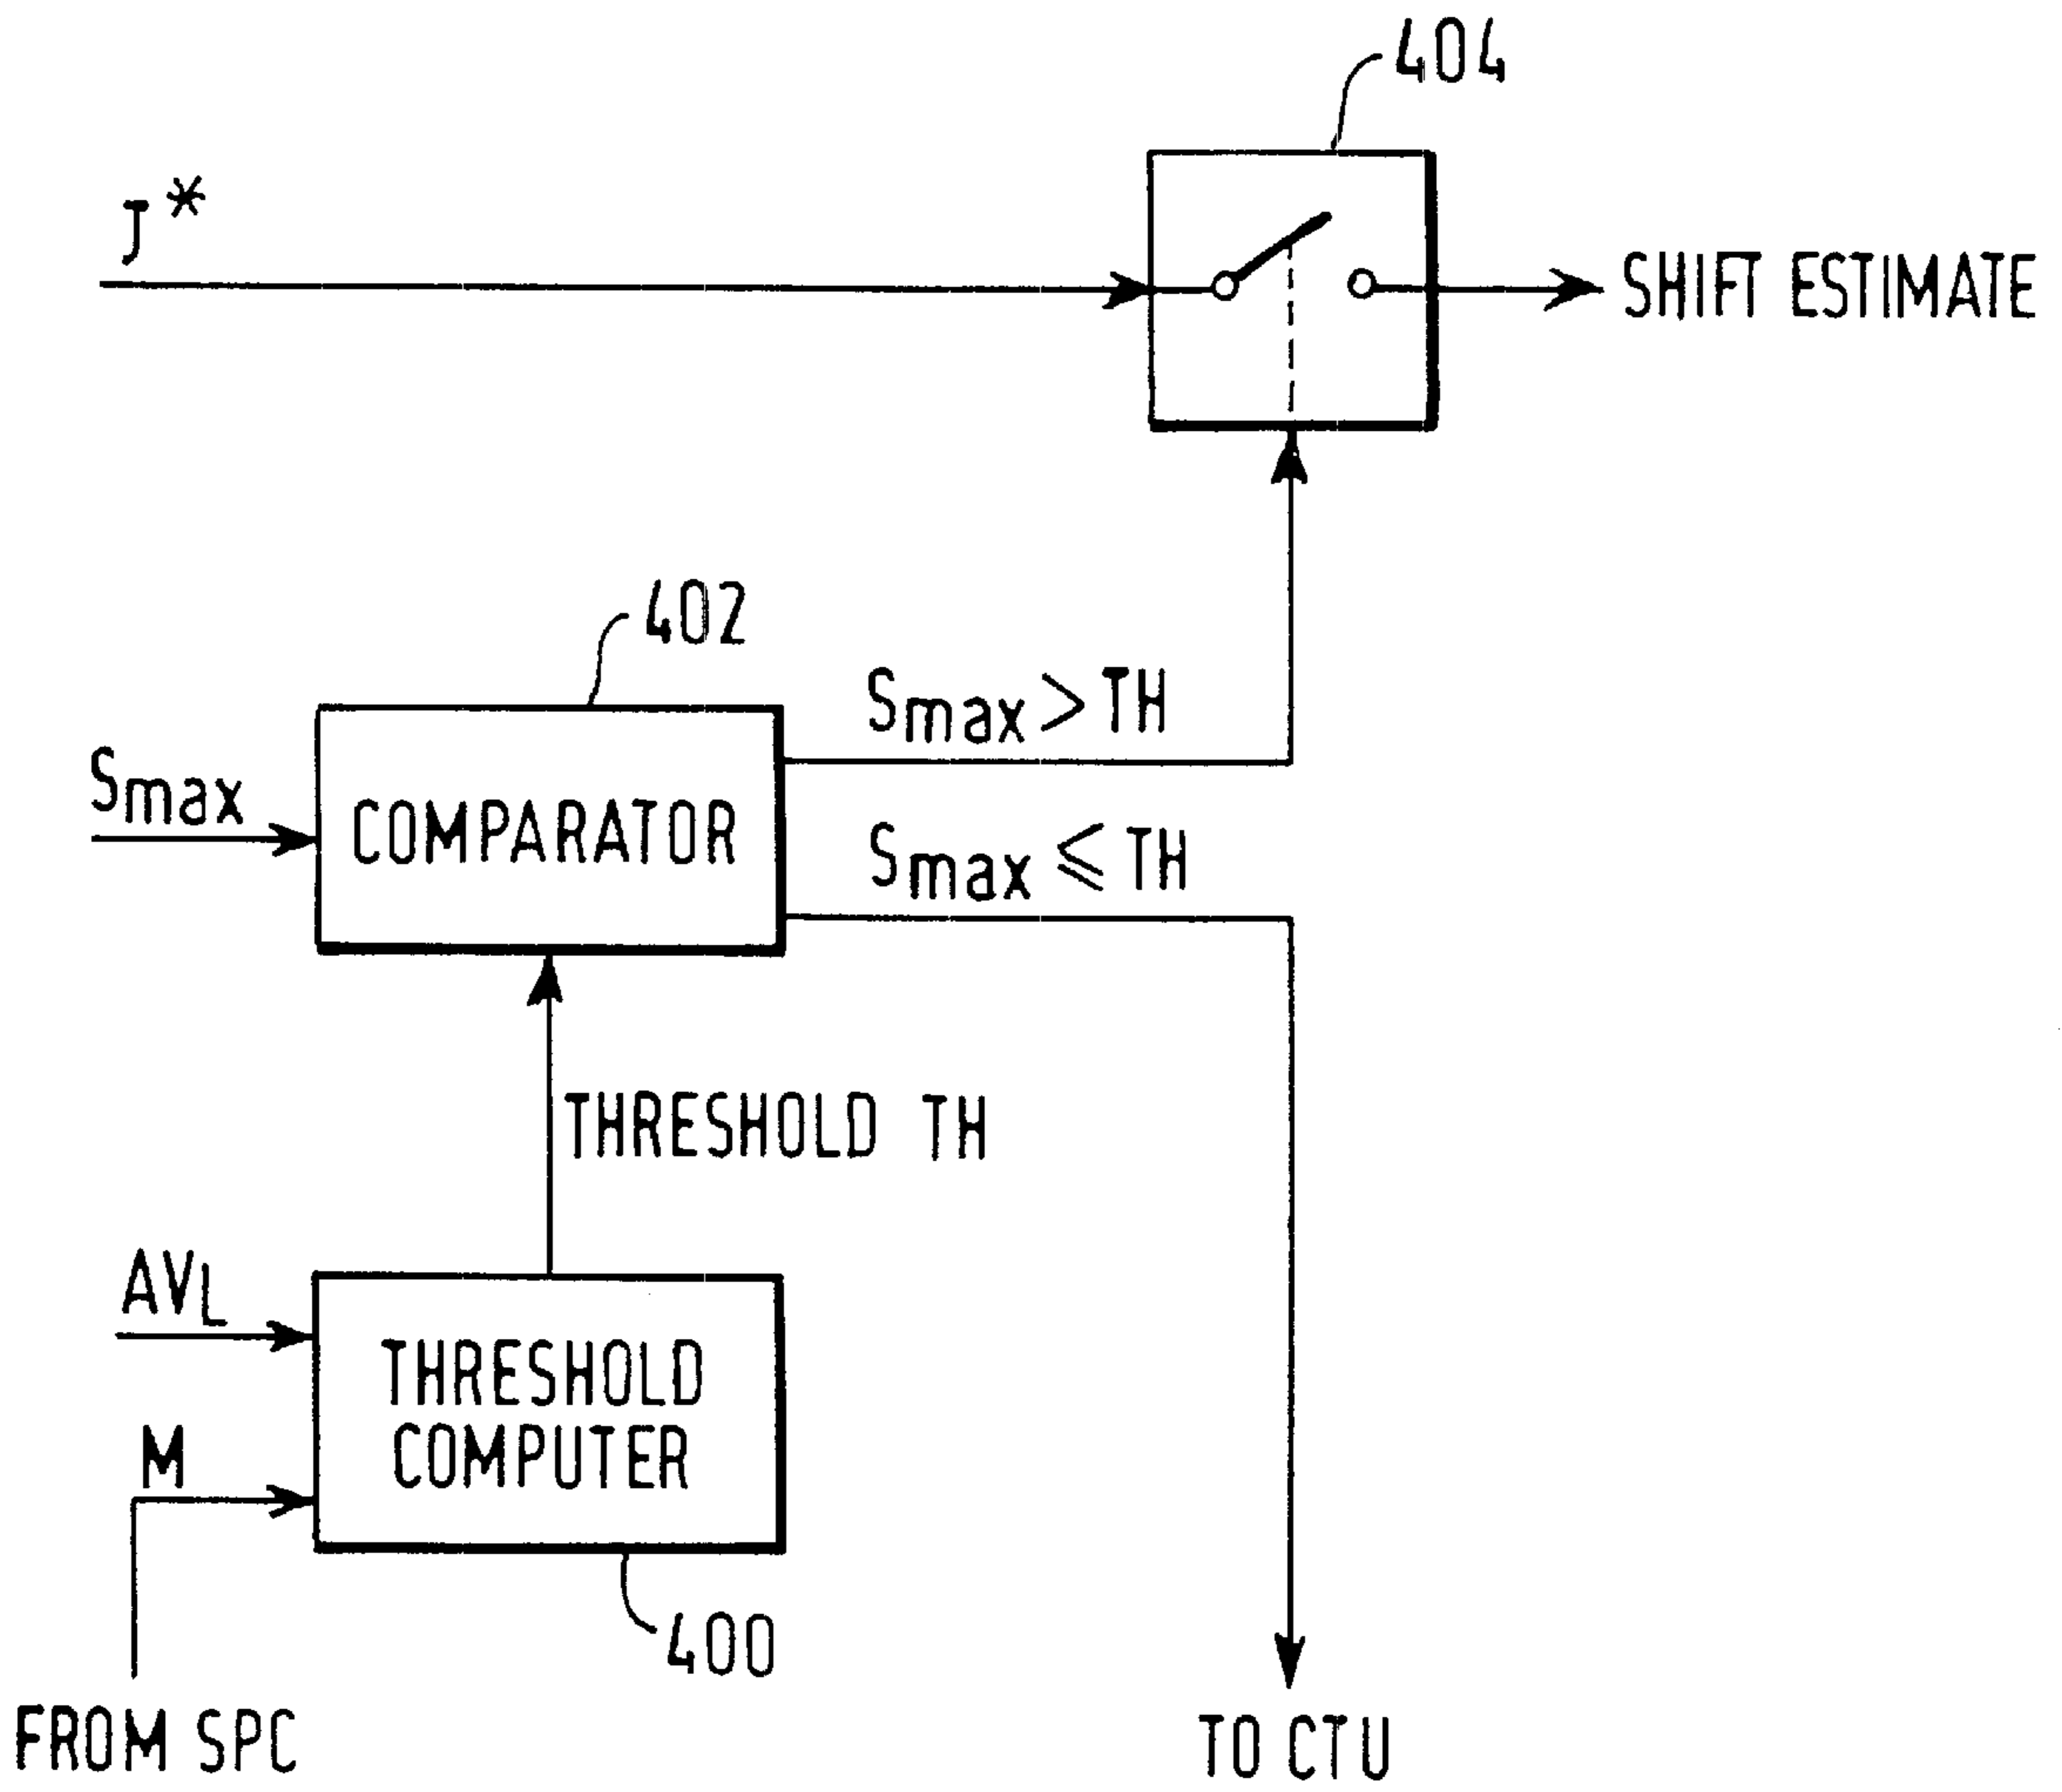 404
J*
SHIFT ESTIMATE
402
Smax > TH
Smax
COMPARATOR
Smax ⩽ TH
THRESHOLD TH
AVL
THRESHOLD
COMPUTER
M
400
FROM SPC
TO CTU